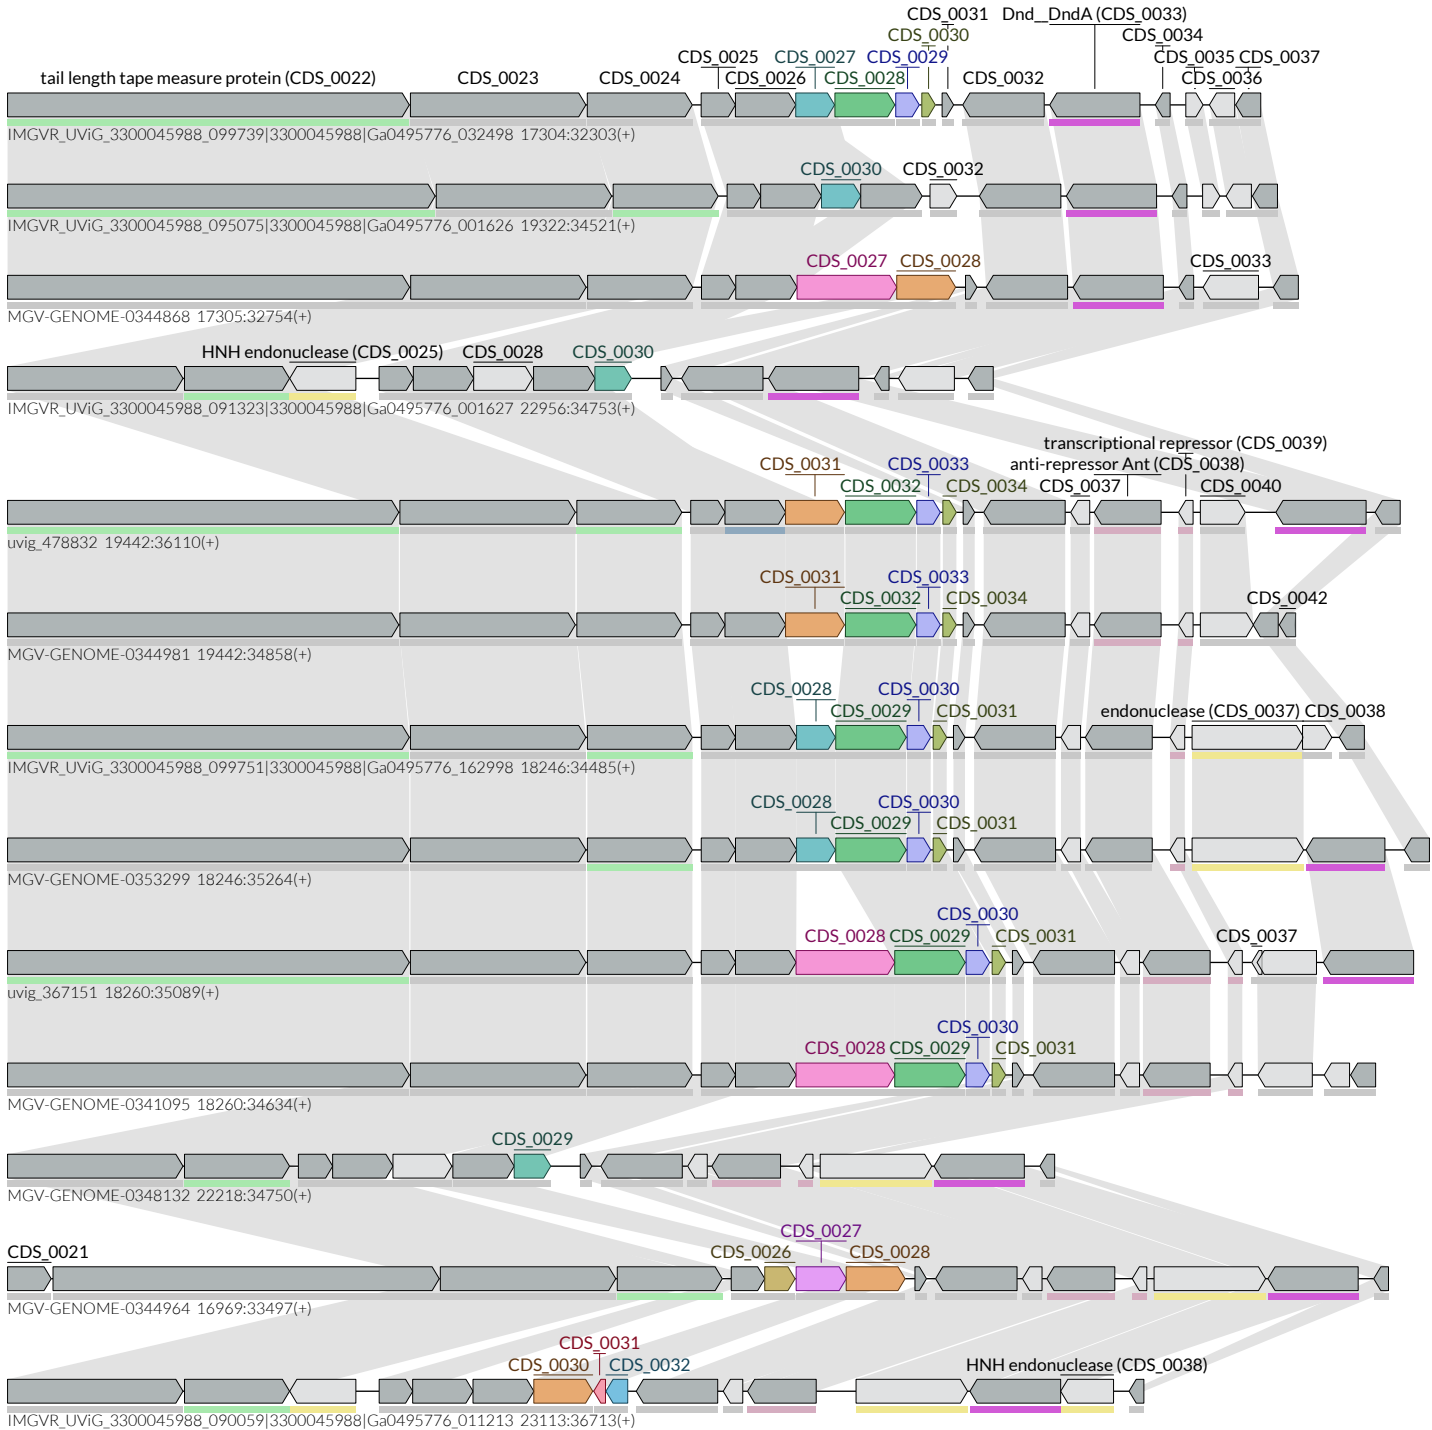 CDS_0031 Dnd__DndA (CDS_0033)
CDS_0030 CDS_0034
CDS_0025 CDS_0027 CDS_0029 CDS_0035 CDS_0037
tail length tape measure protein (CDS_0022) CDS_0023 CDS_0024 CDS_0026 CDS_0028 CDS_0032 CDS_0036
IMGVR_UViG_3300045988_099739|3300045988|Ga0495776_032498 17304:32303(+)
CDS_0030 CDS_0032
IMGVR_UViG_3300045988_095075|3300045988|Ga0495776_001626 19322:34521(+)
CDS_0027 CDS_0028 CDS_0033
MGV-GENOME-0344868 17305:32754(+)
HNH endonuclease (CDS_0025) CDS_0028 CDS_0030
IMGVR_UViG_3300045988_091323|3300045988|Ga0495776_001627 22956:34753(+)
transcriptional repressor (CDS_0039)
CDS_0031 CDS_0033 anti-repressor Ant (CDS_0038)
CDS_0032 CDS_0034 CDS_0037 CDS_0040
uvig_478832 19442:36110(+)
CDS_0031 CDS_0033
CDS_0032 CDS_0034 CDS_0042
MGV-GENOME-0344981 19442:34858(+)
CDS_0028 CDS_0030
CDS_0029 CDS_0031 endonuclease (CDS_0037) CDS_0038
IMGVR_UViG_3300045988_099751|3300045988|Ga0495776_162998 18246:34485(+)
CDS_0028 CDS_0030
CDS_0029 CDS_0031
MGV-GENOME-0353299 18246:35264(+)
CDS_0030
CDS_0028 CDS_0029 CDS_0031 CDS_0037
uvig_367151 18260:35089(+)
CDS_0030
CDS_0028 CDS_0029 CDS_0031
MGV-GENOME-0341095 18260:34634(+)
CDS_0029
MGV-GENOME-0348132 22218:34750(+)
CDS_0027
CDS_0021 CDS_0026 CDS_0028
MGV-GENOME-0344964 16969:33497(+)
CDS_0031
CDS_0030 CDS_0032 HNH endonuclease (CDS_0038)
IMGVR_UViG_3300045988_090059|3300045988|Ga0495776_011213 23113:36713(+)